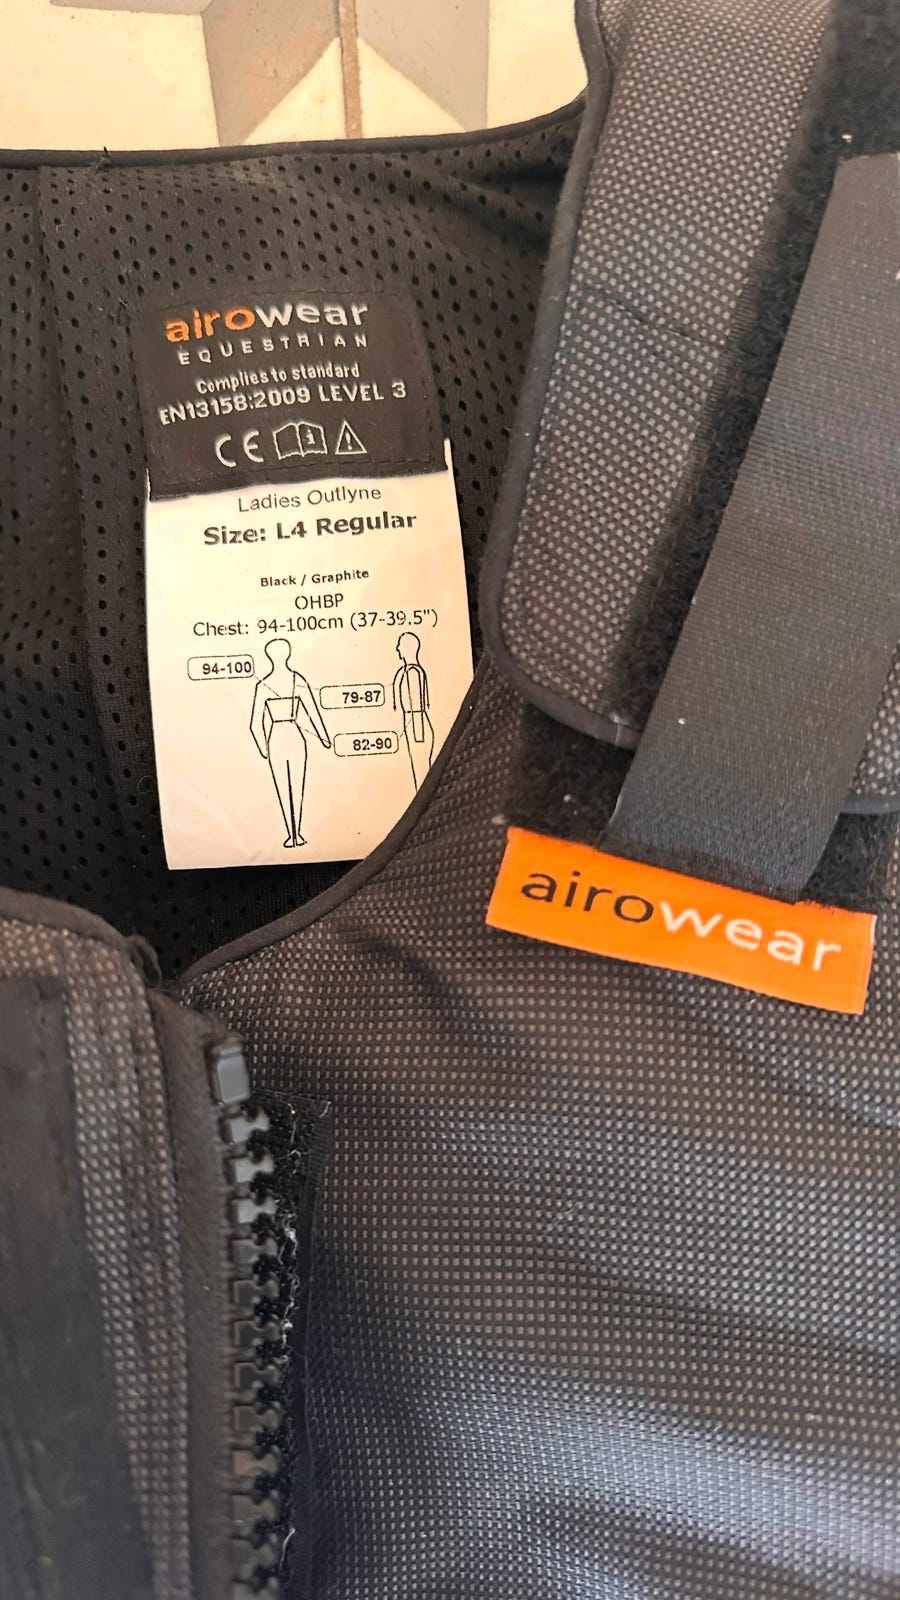 airowear
EQUESTRIAN
Complies to standard
EN13158:2009 LEVEL 3
CE i
Ladies Outlyne
Size: L4 Regular
Black / Graphite
OHBP
Chest: 94-100cm (37-39.5")
94-100
79-87
82-90
airowear